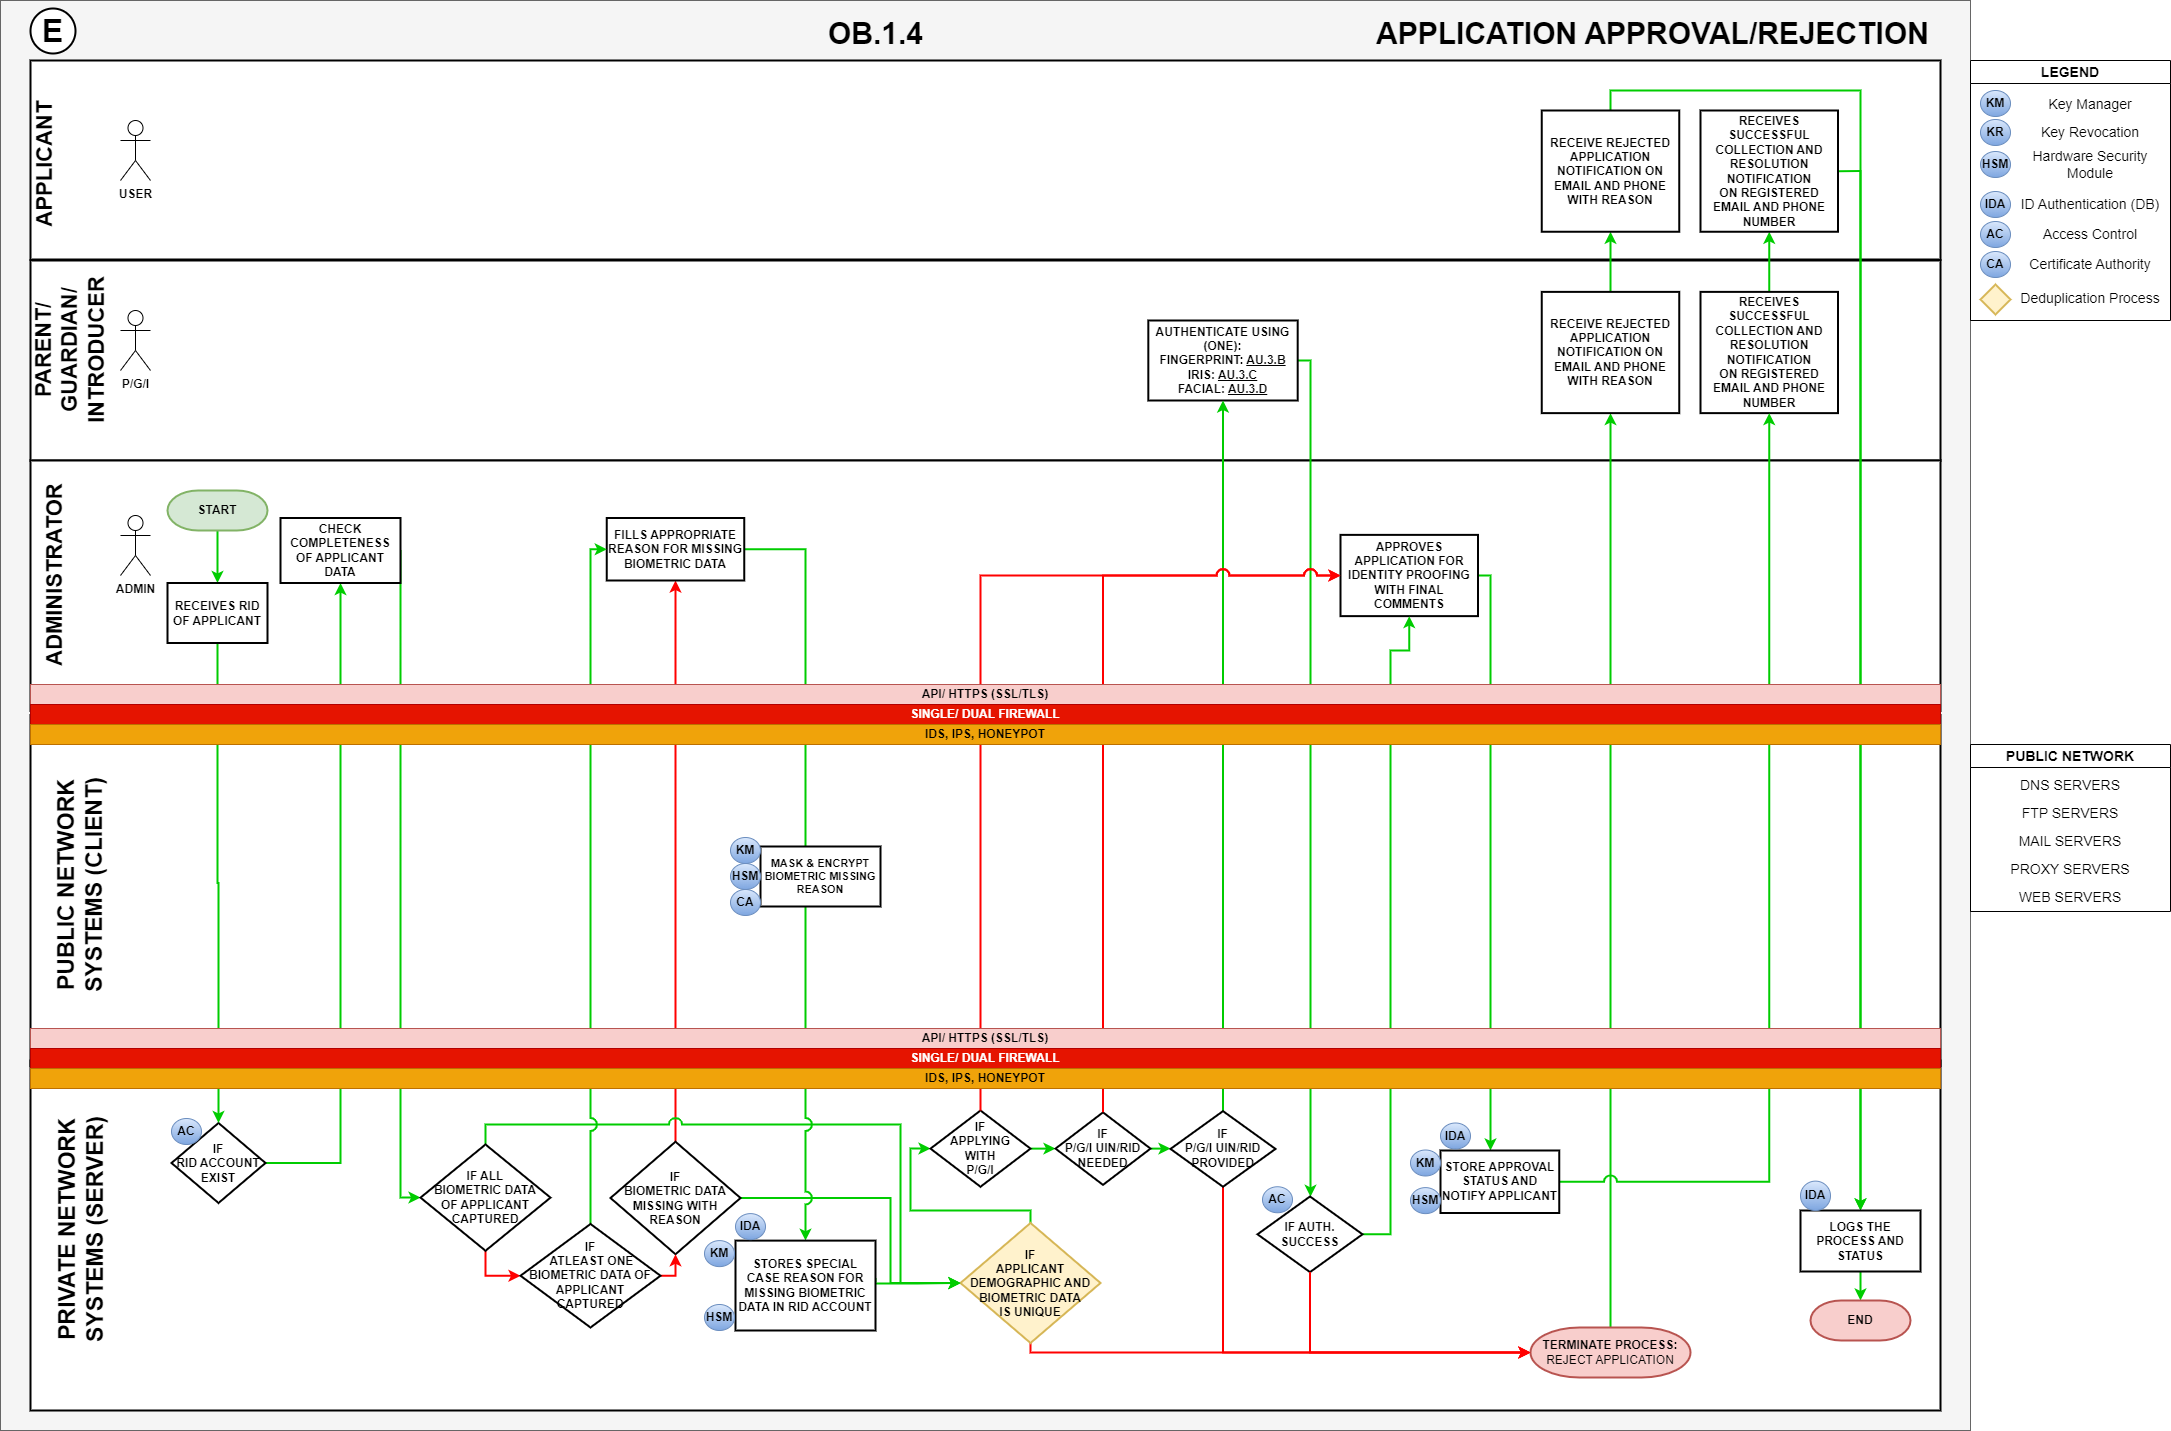 E
OB.1.4
APPLICATION APPROVAL/REJECTION
APPLICANT
USER
RECEIVE REJECTED
APPLICATION
NOTIFICATION ON
EMAIL AND PHONE
WITH REASON
RECEIVES
SUCCESSFUL
COLLECTION AND
RESOLUTION
NOTIFICATION
ON REGISTERED
EMAIL AND PHONE
NUMBER
PARENT/
GUARDIAN/
INTRODUCER
P/G/I
AUTHENTICATE USING
(ONE):
FINGERPRINT: AU.3.B
IRIS: AU.3.C
FACIAL: AU.3.D
RECEIVE REJECTED
APPLICATION
NOTIFICATION ON
EMAIL AND PHONE
WITH REASON
RECEIVES
SUCCESSFUL
COLLECTION AND
RESOLUTION
NOTIFICATION
ON REGISTERED
EMAIL AND PHONE
NUMBER
ADMINISTRATOR
ADMIN
START
RECEIVES RID
OF APPLICANT
CHECK
COMPLETENESS
OF APPLICANT
DATA
FILLS APPROPRIATE
REASON FOR MISSING
BIOMETRIC DATA
APPROVES
APPLICATION FOR
IDENTITY PROOFING
WITH FINAL
COMMENTS
API/ HTTPS (SSL/TLS)
SINGLE/ DUAL FIREWALL
IDS, IPS, HONEYPOT
PUBLIC NETWORK
SYSTEMS (CLIENT)
KM
HSM
CA
MASK & ENCRYPT
BIOMETRIC MISSING
REASON
API/ HTTPS (SSL/TLS)
SINGLE/ DUAL FIREWALL
IDS, IPS, HONEYPOT
PRIVATE NETWORK
SYSTEMS (SERVER)
AC
IF
RID ACCOUNT
EXIST
IF ALL
BIOMETRIC DATA
OF APPLICANT
CAPTURED
IF
ATLEAST ONE
BIOMETRIC DATA OF
APPLICANT
CAPTURED
IF
BIOMETRIC DATA
MISSING WITH
REASON
IDA
KM
HSM
STORES SPECIAL
CASE REASON FOR
MISSING BIOMETRIC
DATA IN RID ACCOUNT
IF
APPLICANT
DEMOGRAPHIC AND
BIOMETRIC DATA
IS UNIQUE
IF
APPLYING
WITH
P/G/I
IF
P/G/I UIN/RID
NEEDED
IF
P/G/I UIN/RID
PROVIDED
AC
IF AUTH.
SUCCESS
IDA
KM
HSM
STORE APPROVAL
STATUS AND
NOTIFY APPLICANT
TERMINATE PROCESS:
REJECT APPLICATION
IDA
LOGS THE
PROCESS AND
STATUS
END
LEGEND
KM
Key Manager
KR
Key Revocation
HSM
Hardware Security
Module
IDA
ID Authentication (DB)
AC
Access Control
CA
Certificate Authority
Deduplication Process
PUBLIC NETWORK
DNS SERVERS
FTP SERVERS
MAIL SERVERS
PROXY SERVERS
WEB SERVERS